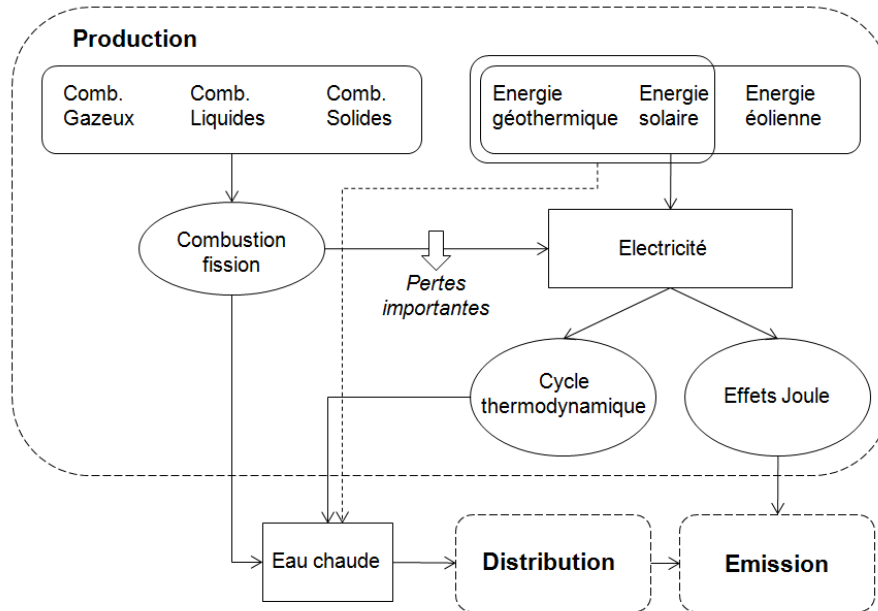 Production
Comb. Gazeux
Comb. Liquides
Comb. Solides
Energie géothermique
Energie solaire
Energie éolienne
Combustion fission
Pertes importantes
Electricité
Cycle thermodynamique
Effets Joule
Eau chaude
Distribution
Emission